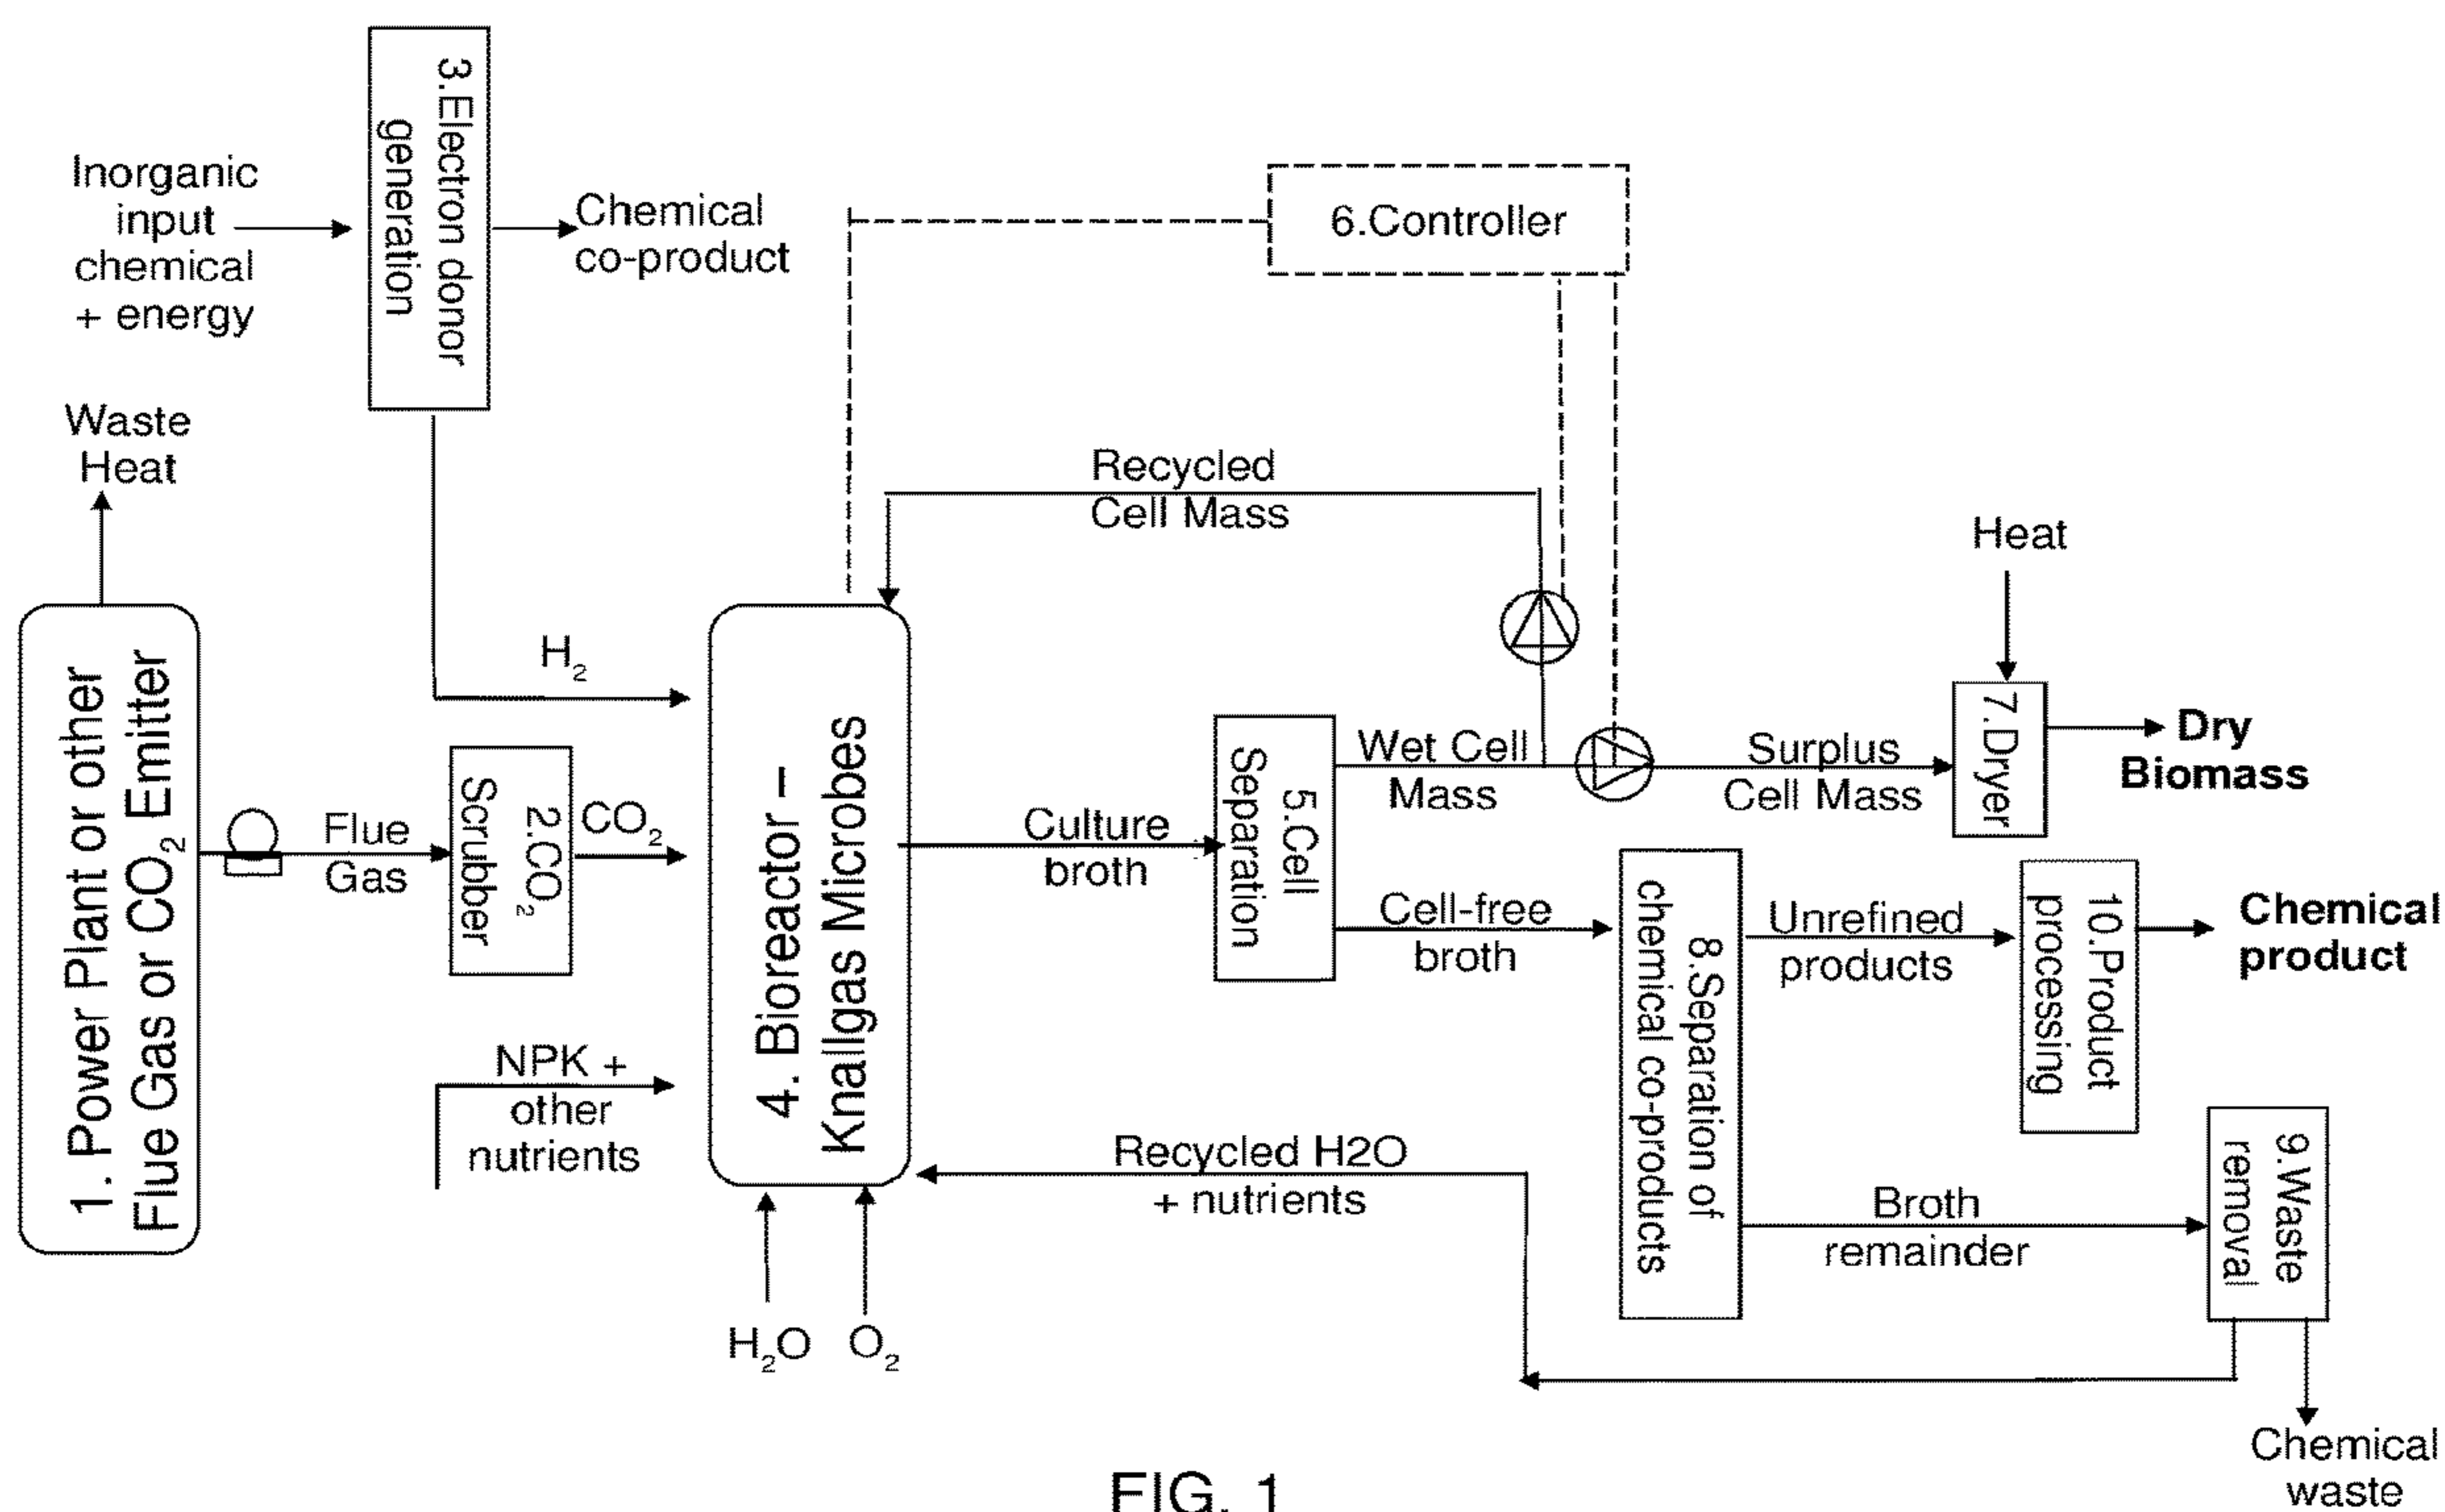 3.Electron donor
generation
Inorganic
input
chemical
+ energy
Chemical
co-product
6.Controller
Waste
Heat
Recycled
Cell Mass
Heat
H₂
1. Power Plant or other
Flue Gas or CO₂ Emitter
Flue
Gas
2.CO₂
Scrubber
CO₂
4. Bioreactor –
Knallgas Microbes
Culture
broth
5.Cell
Separation
Wet Cell
Mass
Surplus
Cell Mass
7.Dryer
Dry
Biomass
Cell-free
broth
8.Separation of
chemical co-products
Unrefined
products
10.Product
processing
Chemical
product
NPK +
other
nutrients
Recycled H2O
+ nutrients
Broth
remainder
9.Waste
removal
H₂O
O₂
Chemical
waste
FIG. 1